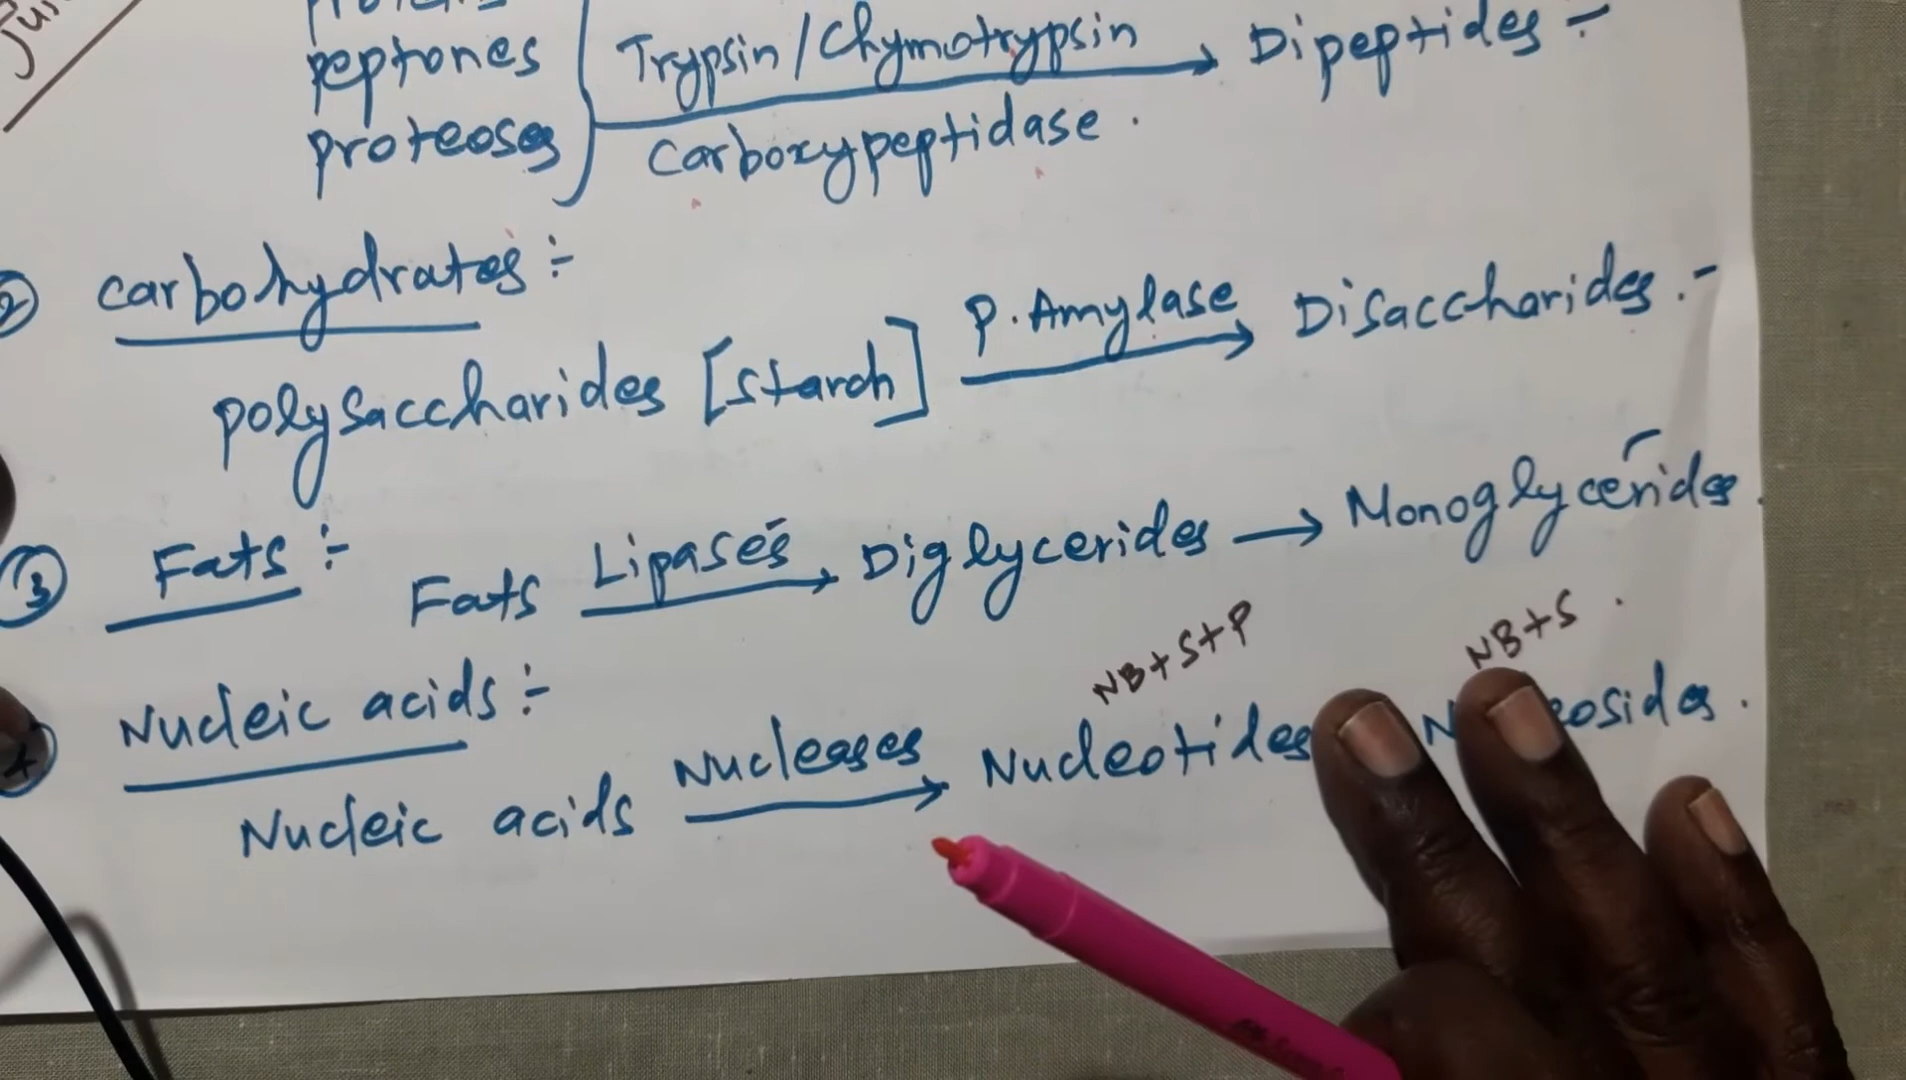 peptones
proteoses
Trypsin/Chymotrypsin → Dipeptides -
Carboxypeptidase.
② Carbohydrates :-
polysaccharides [starch] P. Amylase → Disaccharides.-
③ Fats :-
Fats Lipases → Diglycerides → Monoglycerides.
NB+S+P
NB+S.
Nucleic acids :-
Nucleic acids Nucleases → Nucleotides